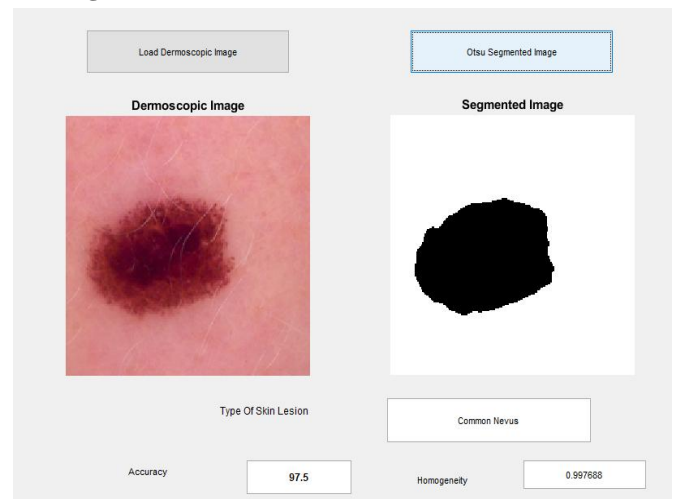 Load Dermoscopic Image
Otsu Segmented Image
Dermoscopic Image
Segmented Image
Type Of Skin Lesion
Common Nevus
Accuracy
97.5
Homogeneity
0.997688